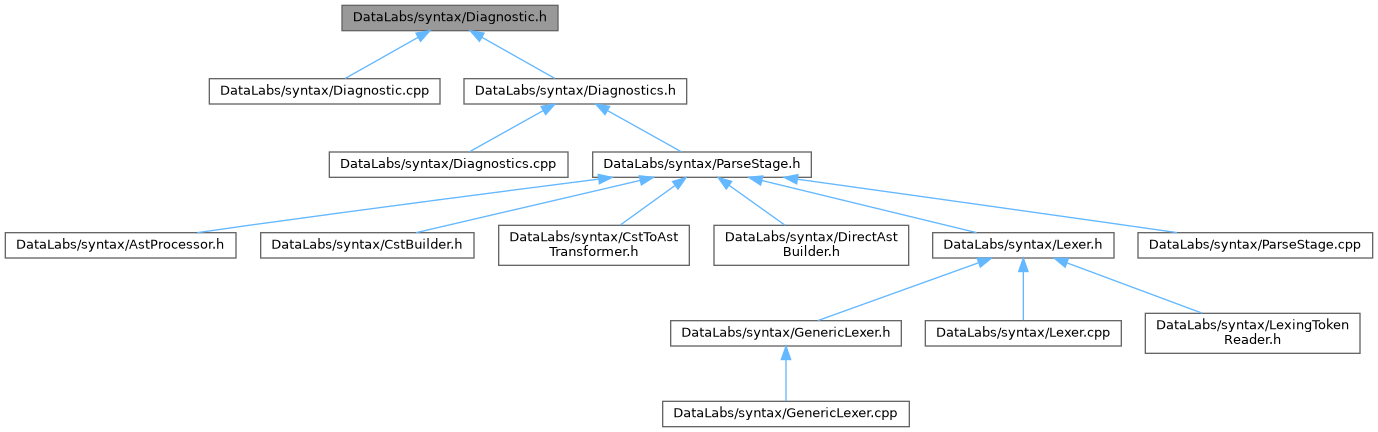 DataLabs/syntax/Diagnostic.h
DataLabs/syntax/Diagnostic.cpp
DataLabs/syntax/Diagnostics.h
DataLabs/syntax/Diagnostics.cpp
DataLabs/syntax/ParseStage.h
DataLabs/syntax/AstProcessor.h
DataLabs/syntax/CstBuilder.h
DataLabs/syntax/CstToAst
Transformer.h
DataLabs/syntax/DirectAst
Builder.h
DataLabs/syntax/Lexer.h
DataLabs/syntax/ParseStage.cpp
DataLabs/syntax/GenericLexer.h
DataLabs/syntax/Lexer.cpp
DataLabs/syntax/LexingToken
Reader.h
DataLabs/syntax/GenericLexer.cpp